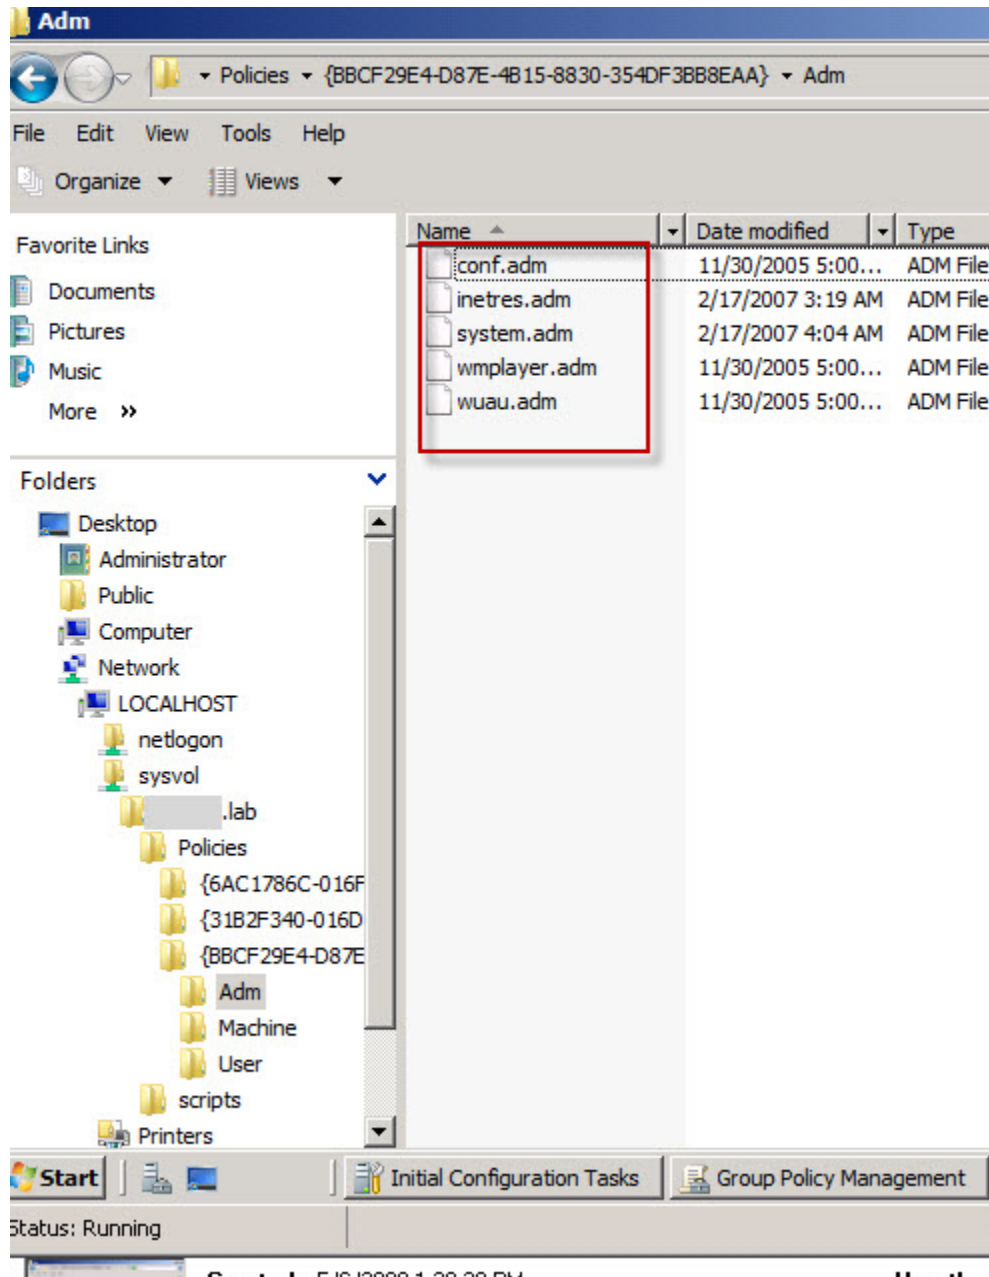 Adm
Policies {BBCF29E4-D87E-4B15-8830-354DF3BB8EAA} Adm
File Edit View Tools Help
Organize Views
Favorite Links
Documents
Pictures
Music
More »
Name Date modified Type
conf.adm 11/30/2005 5:00... ADM File
inetres.adm 2/17/2007 3:19 AM ADM File
system.adm 2/17/2007 4:04 AM ADM File
wmplayer.adm 11/30/2005 5:00... ADM File
wuau.adm 11/30/2005 5:00... ADM File
Folders
Desktop
Administrator
Public
Computer
Network
LOCALHOST
netlogon
sysvol
.lab
Policies
{6AC1786C-016F
{31B2F340-016D
{BBCF29E4-D87E
Adm
Machine
User
scripts
Printers
Start Initial Configuration Tasks Group Policy Management
Status: Running